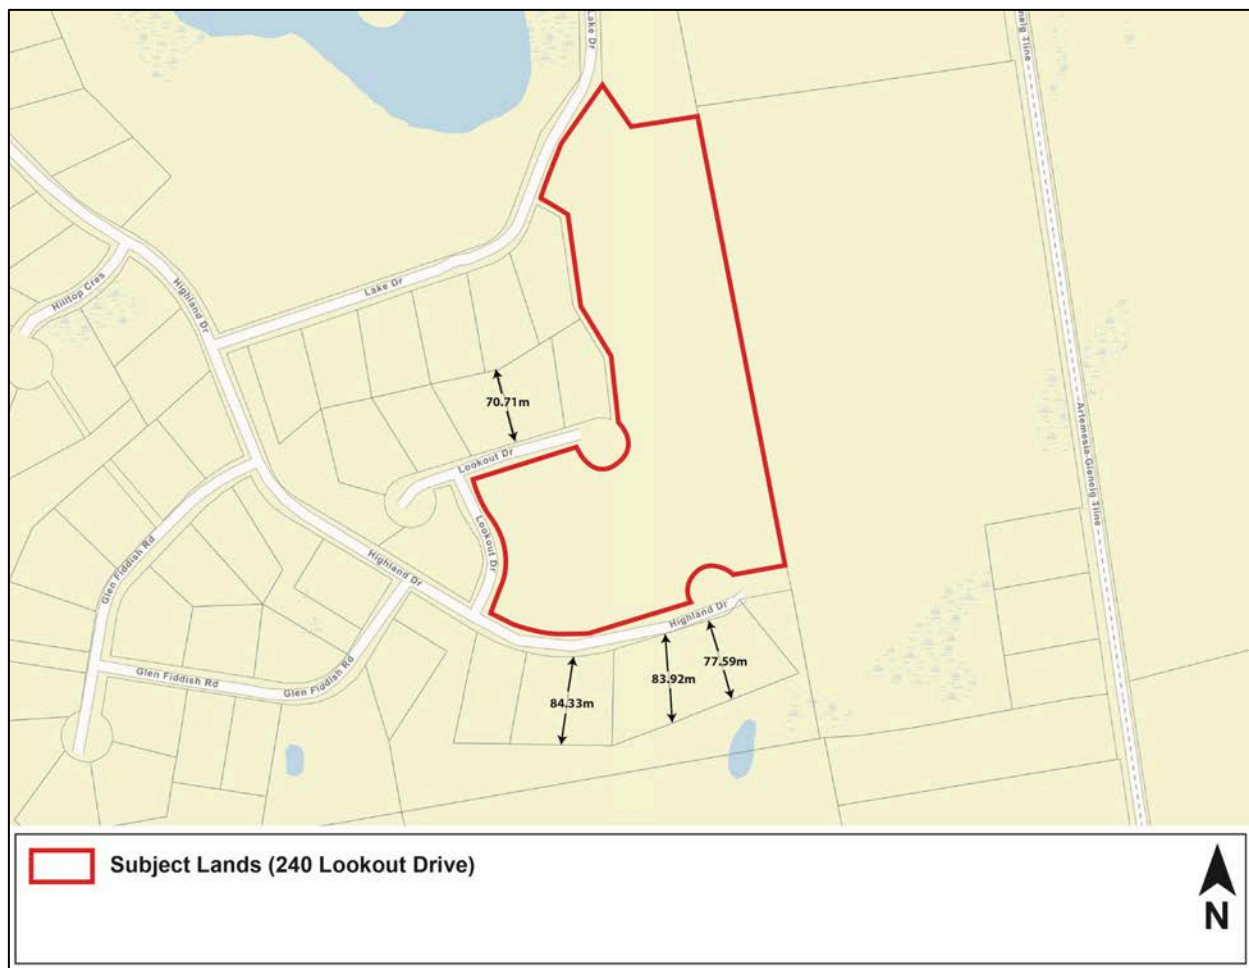 Lake Dr
neig Tline
Hilltop Cres
Highland Dr
Lake Dr
70.71m
Lookout Dr
Artemesia-Glenelg Tline
Lookout Dr
Glen Fiddish Rd
Highland Dr
Highland Dr
77.59m
83.92m
84.33m
Glen Fiddish Rd
Glen Fiddish Rd
Subject Lands (240 Lookout Drive)
N